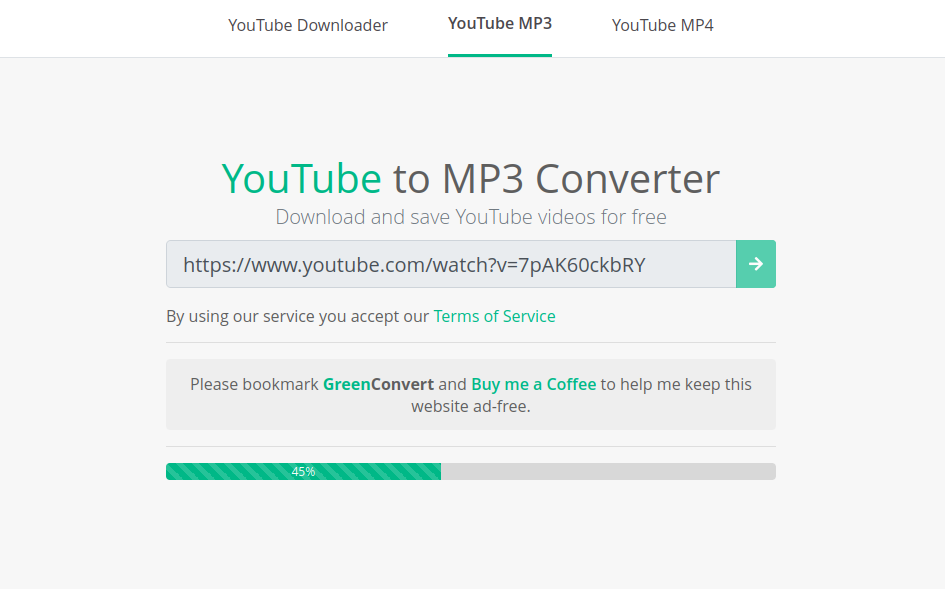 YouTube Downloader YouTube MP3 YouTube MP4
YouTube to MP3 Converter
Download and save YouTube videos for free
https://www.youtube.com/watch?v=7pAK60ckbRY
By using our service you accept our Terms of Service
Please bookmark GreenConvert and Buy me a Coffee to help me keep this
website ad-free.
45%